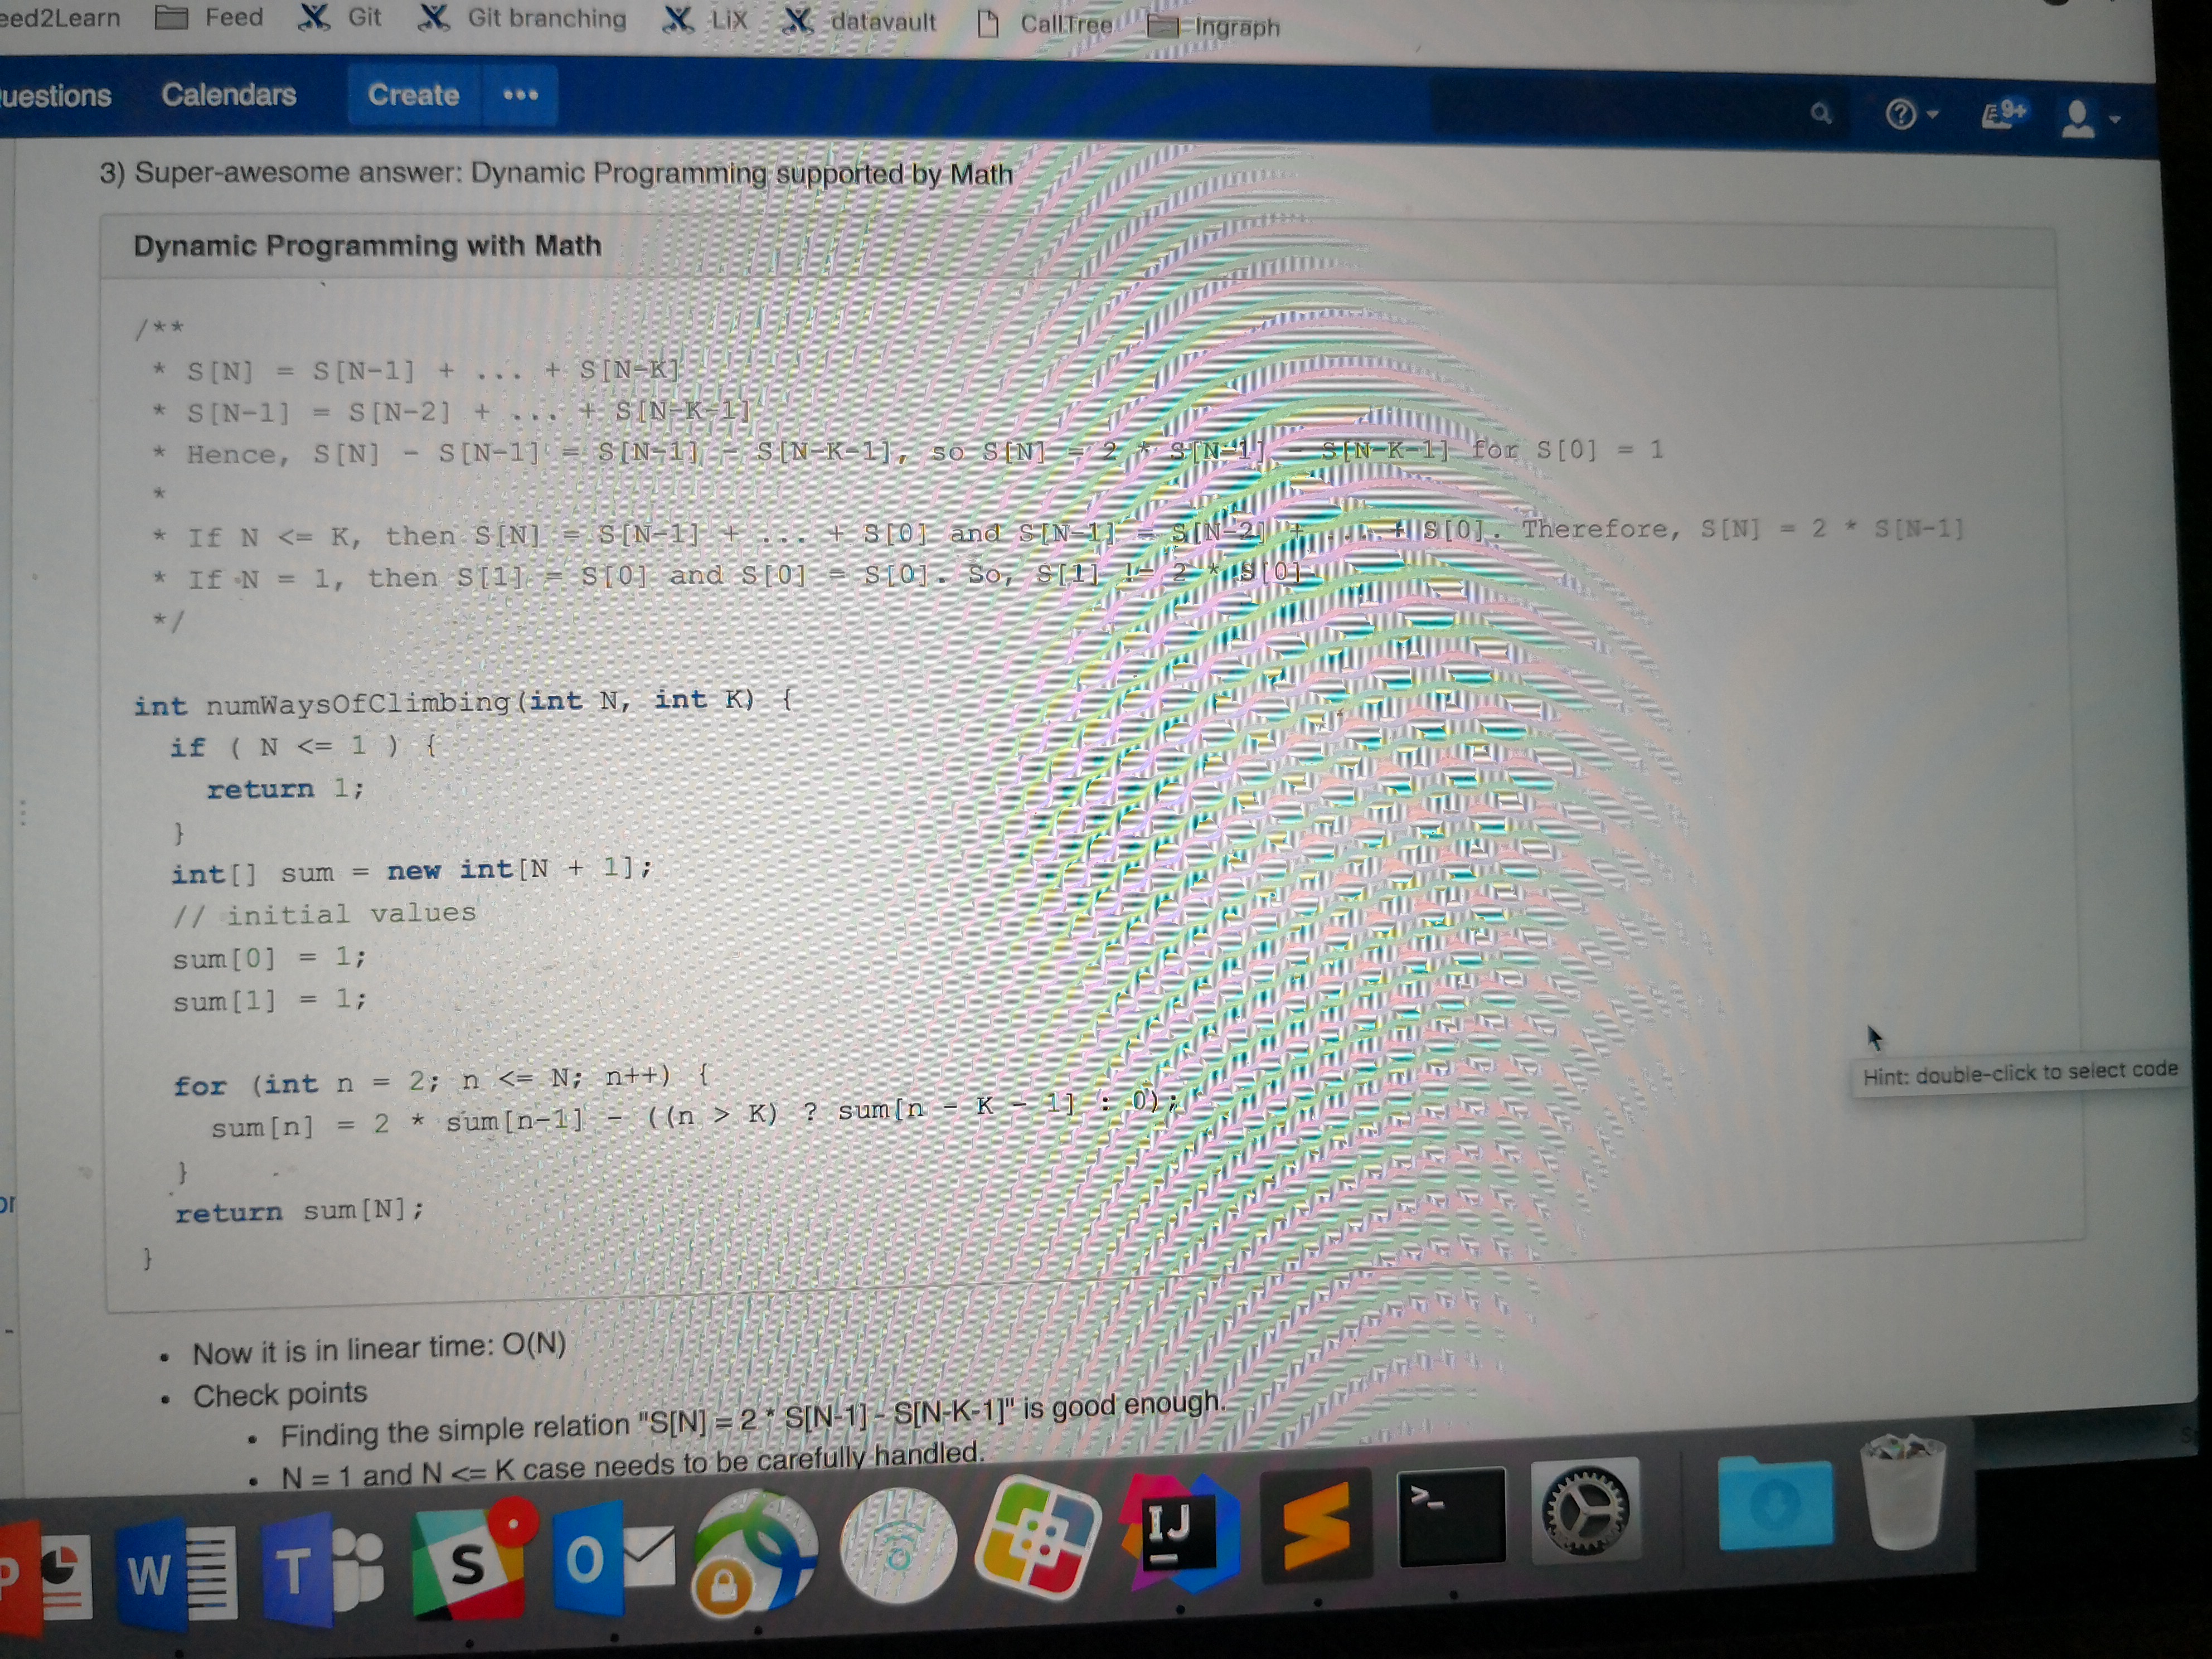 eed2Learn Feed Git Git branching LiX datavault CallTree Ingraph
uestions Calendars Create ••• 9+
3) Super-awesome answer: Dynamic Programming supported by Math
Dynamic Programming with Math
/**
* S[N] = S[N-1] + ... + S[N-K]
* S[N-1] = S[N-2] + ... + S[N-K-1]
* Hence, S[N] - S[N-1] = S[N-1] - S[N-K-1], so S[N] = 2 * S[N-1] - S[N-K-1] for S[0] = 1
*
* If N <= K, then S[N] = S[N-1] + ... + S[0] and S[N-1] = S[N-2] + ... + S[0]. Therefore, S[N] = 2 * S[N-1]
* If N = 1, then S[1] = S[0] and S[0] = S[0]. So, S[1] != 2 * S[0]
*/
int numWaysOfClimbing(int N, int K) {
if ( N <= 1 ) {
return 1;
}
int[] sum = new int[N + 1];
// initial values
sum[0] = 1;
sum[1] = 1;
for (int n = 2; n <= N; n++) {
sum[n] = 2 * sum[n-1] - ((n > K) ? sum[n - K - 1] : 0);
}
return sum[N];
}
Hint: double-click to select code
• Now it is in linear time: O(N)
• Check points
• Finding the simple relation "S[N] = 2 * S[N-1] - S[N-K-1]" is good enough.
• N = 1 and N <= K case needs to be carefully handled.
P W T S O IJ S >_